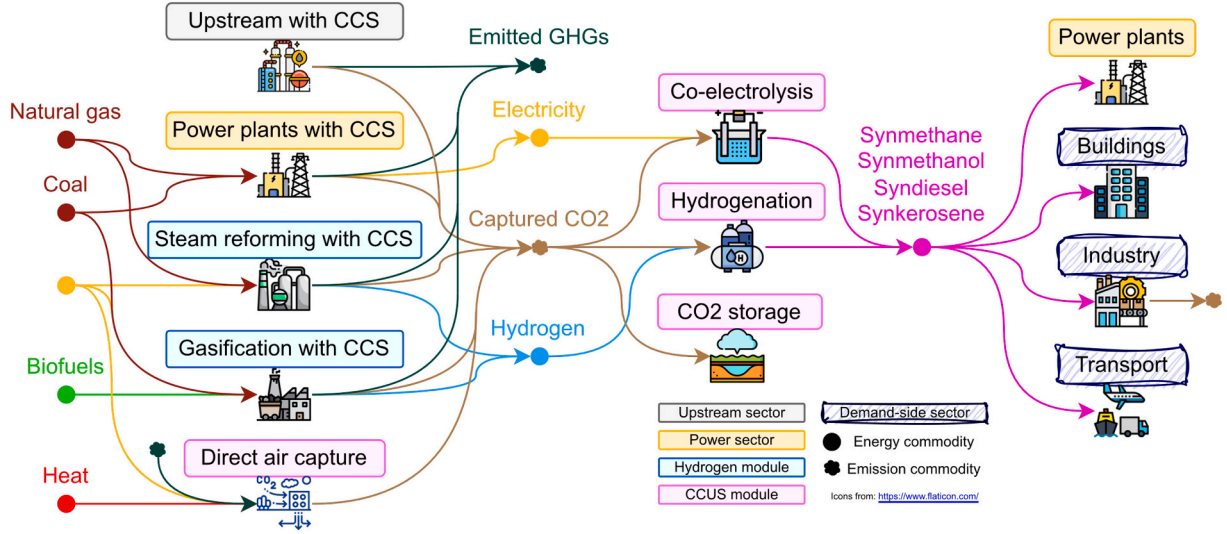 Upstream with CCS
Emitted GHGs
Power plants
Natural gas
Power plants with CCS
Electricity
Co-electrolysis
Synmethane
Synmethanol
Syndiesel
Synkerosene
Buildings
Coal
Steam reforming with CCS
Captured CO2
Hydrogenation
Industry
Gasification with CCS
Hydrogen
CO2 storage
Biofuels
Transport
Heat
Direct air capture
CO2
H
Upstream sector
Demand-side sector
Power sector
Energy commodity
Hydrogen module
Emission commodity
CCUS module
Icons from: https://www.flaticon.com/